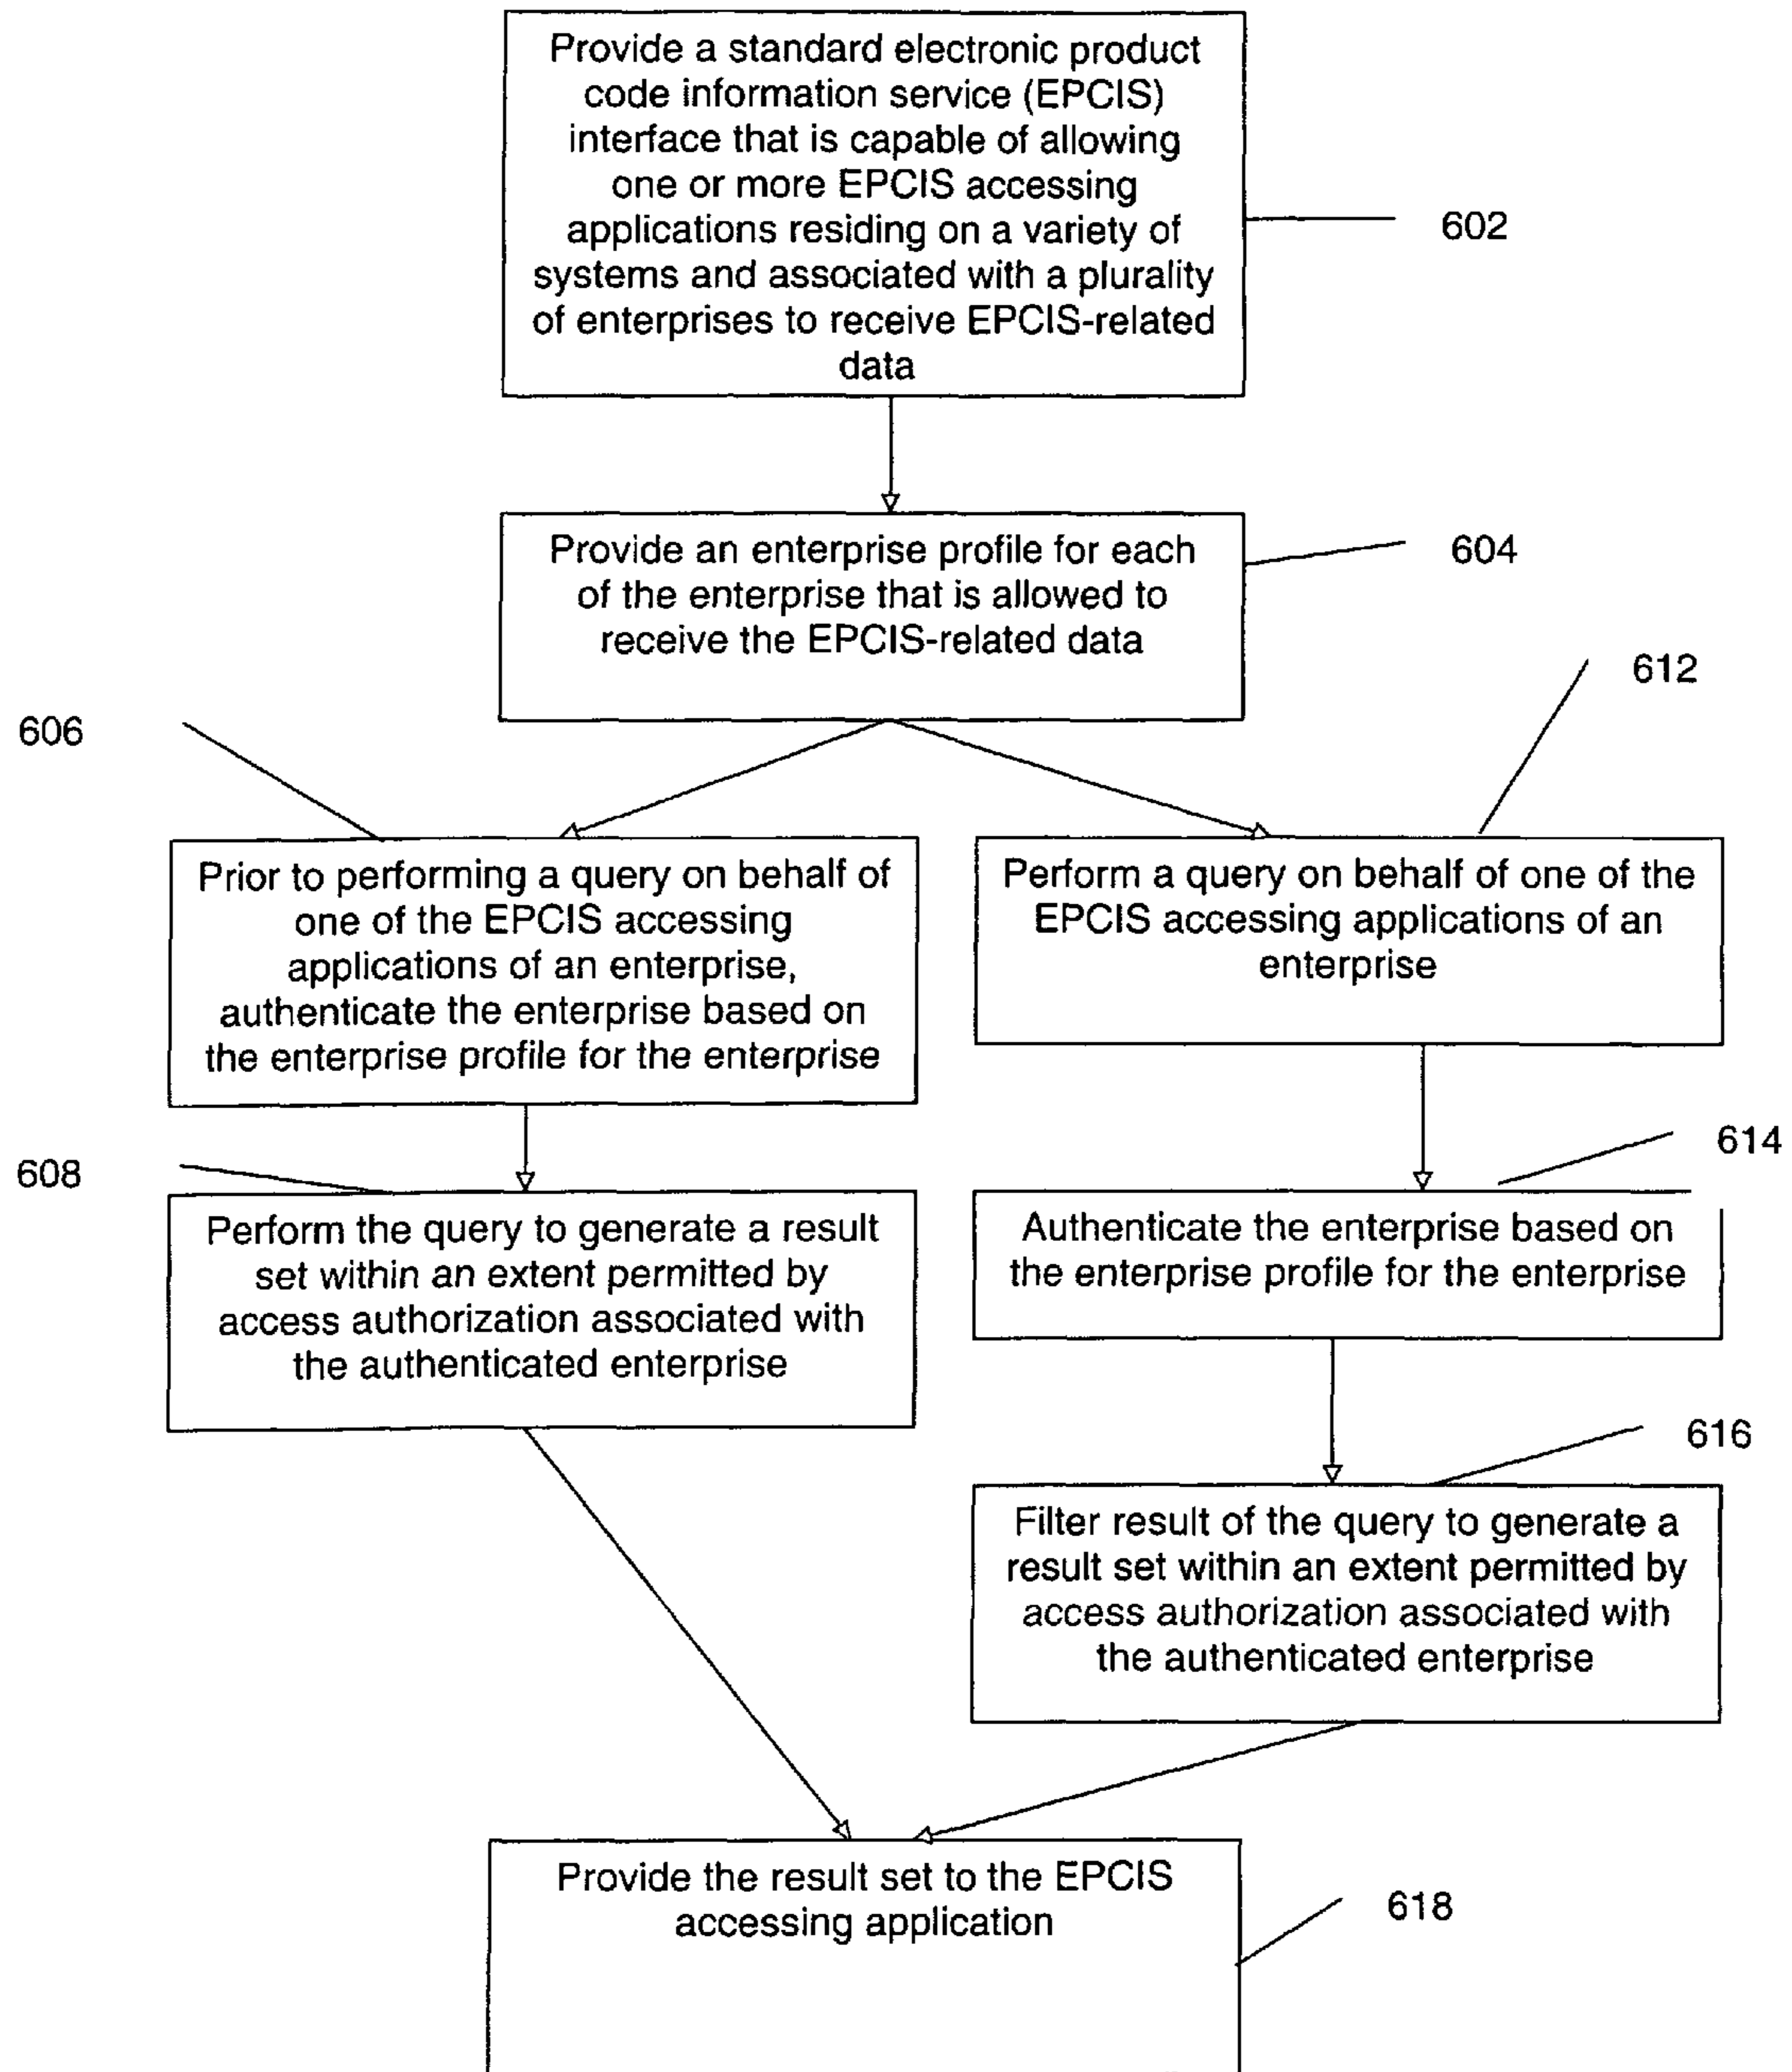 Provide a standard electronic product
code information service (EPCIS)
interface that is capable of allowing
one or more EPCIS accessing
applications residing on a variety of
systems and associated with a plurality
of enterprises to receive EPCIS-related
data
602
Provide an enterprise profile for each
of the enterprise that is allowed to
receive the EPCIS-related data
604
606
Prior to performing a query on behalf of
one of the EPCIS accessing
applications of an enterprise,
authenticate the enterprise based on
the enterprise profile for the enterprise
612
Perform a query on behalf of one of the
EPCIS accessing applications of an
enterprise
608
Perform the query to generate a result
set within an extent permitted by
access authorization associated with
the authenticated enterprise
614
Authenticate the enterprise based on
the enterprise profile for the enterprise
616
Filter result of the query to generate a
result set within an extent permitted by
access authorization associated with
the authenticated enterprise
Provide the result set to the EPCIS
accessing application
618